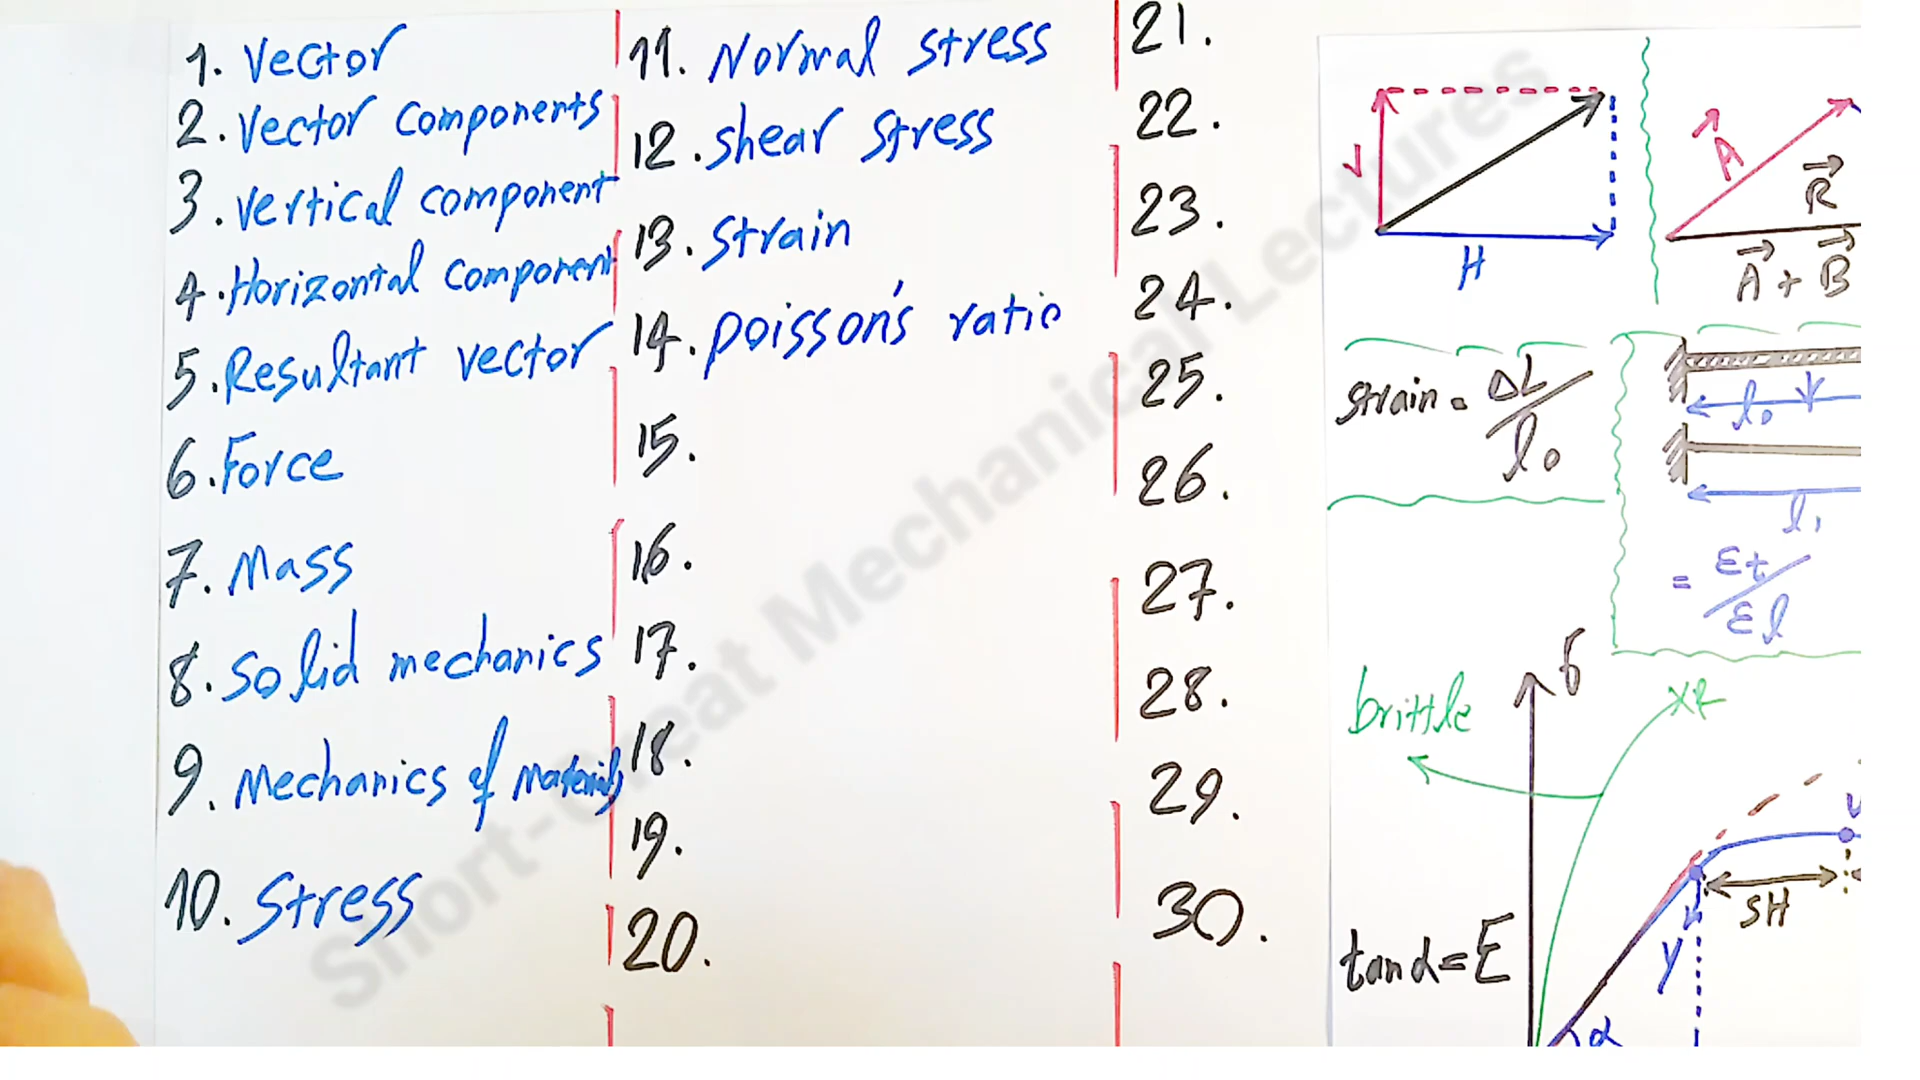 1. Vector
2. Vector components
3. Vertical component
4. Horizontal component
5. Resultant vector
6. Force
7. Mass
8. Solid mechanics
9. Mechanics of Materials
10. Stress
11. Normal stress
12. Shear stress
13. Strain
14. Poisson's ratio
15.
16.
17.
18.
19.
20.
21.
22.
23.
24.
25.
26.
27.
28.
29.
30.
V
H
A
R
A + B
strain = ΔL / l0
l0
l1
= εt / εl
brittle
σ
XR
U
SH
y
tan α = E
α
Short-Great Mechanical Lectures